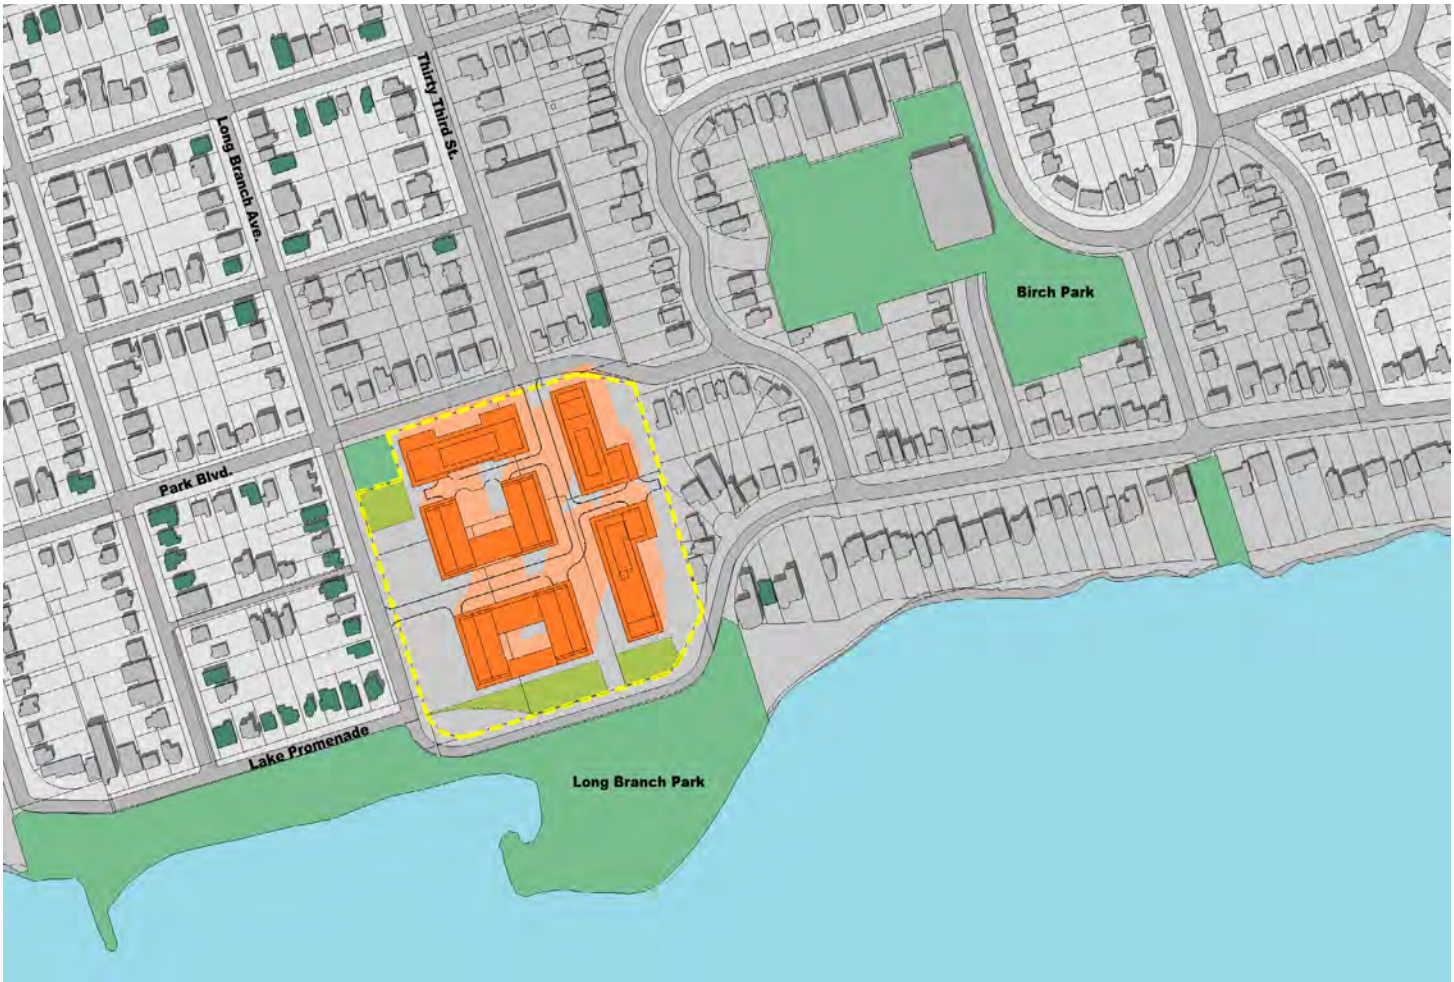 Thirty Third St.
Long Branch Ave.
Birch Park
Park Blvd.
Lake Promenade
Long Branch Park